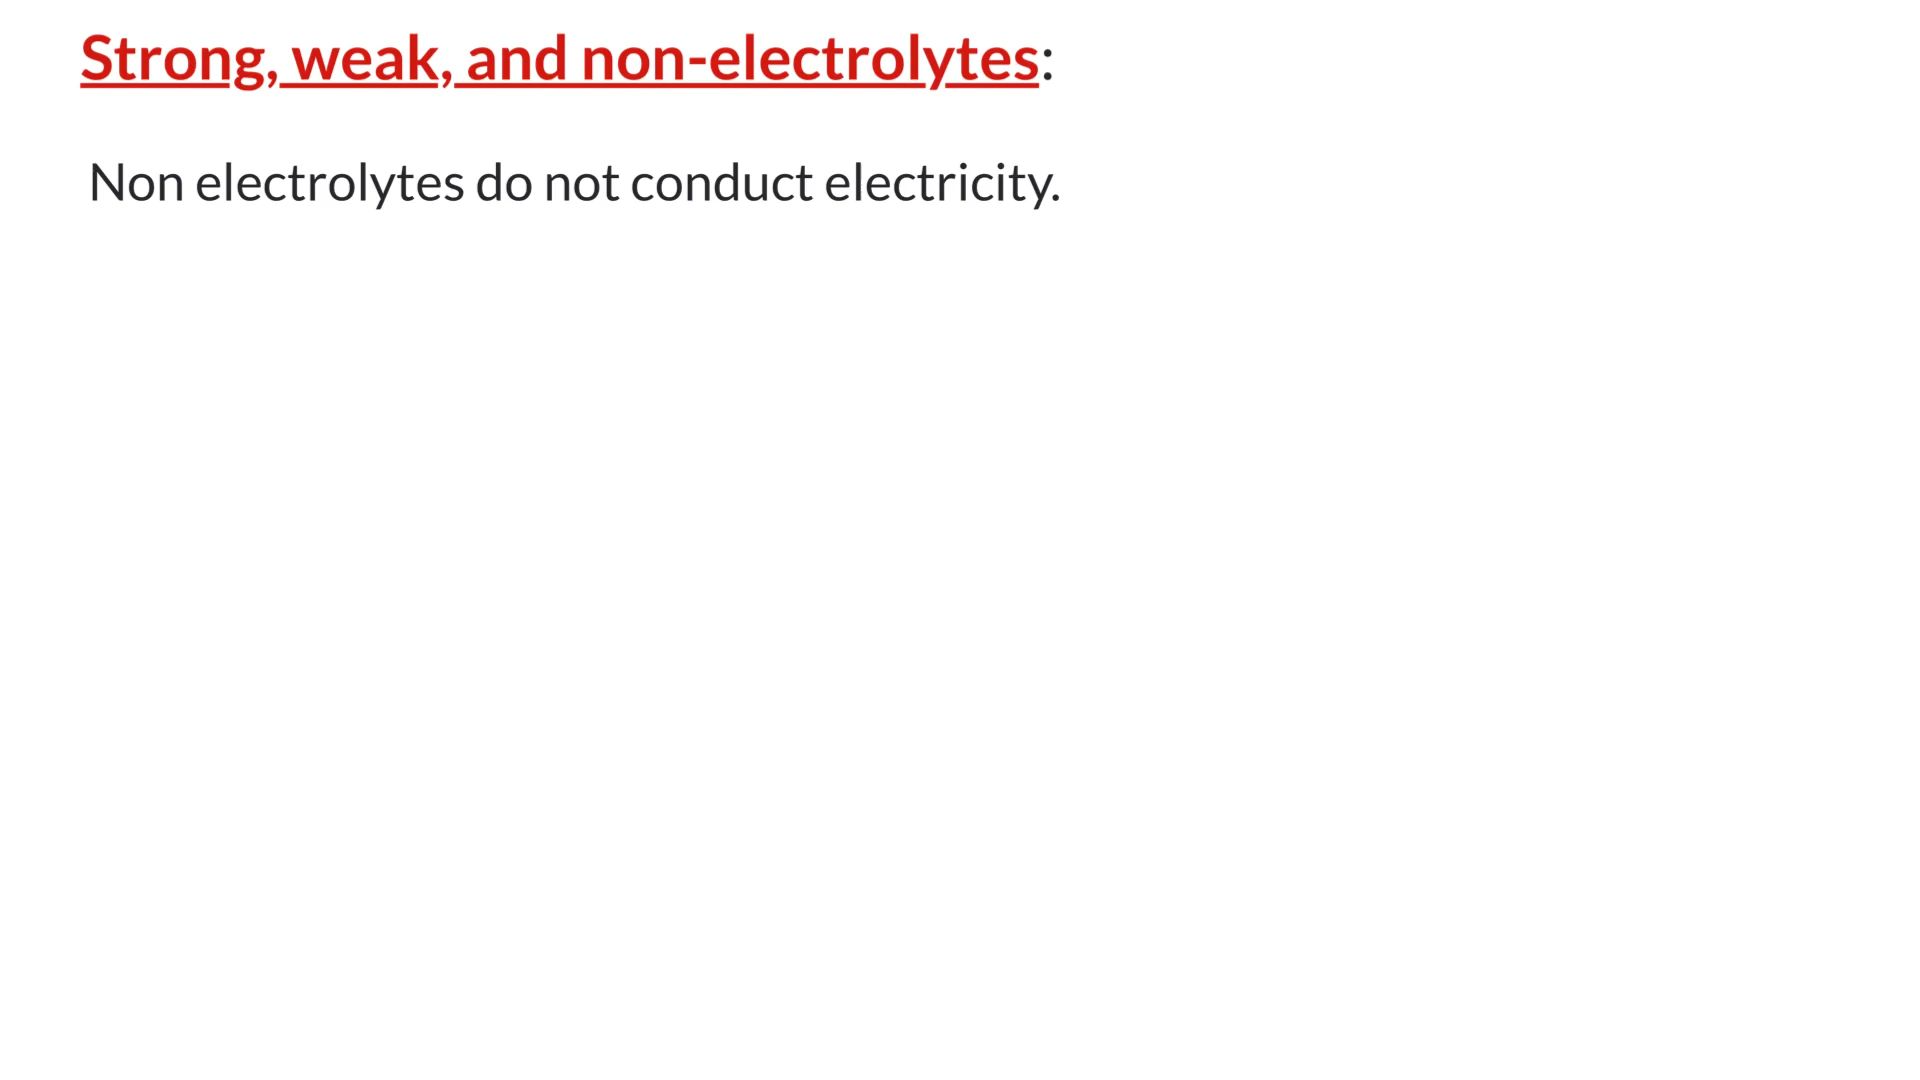 Strong, weak, and non-electrolytes:
Non electrolytes do not conduct electricity.